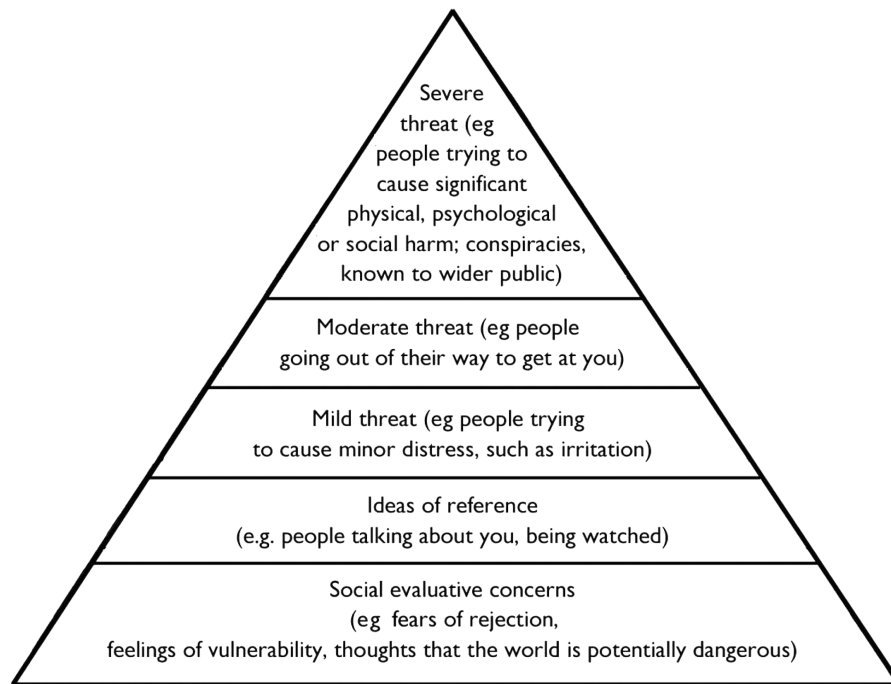 Severe
threat (eg
people trying to
cause significant
physical, psychological
or social harm; conspiracies,
known to wider public)
Moderate threat (eg people
going out of their way to get at you)
Mild threat (eg people trying
to cause minor distress, such as irritation)
Ideas of reference
(e.g. people talking about you, being watched)
Social evaluative concerns
(eg fears of rejection,
feelings of vulnerability, thoughts that the world is potentially dangerous)